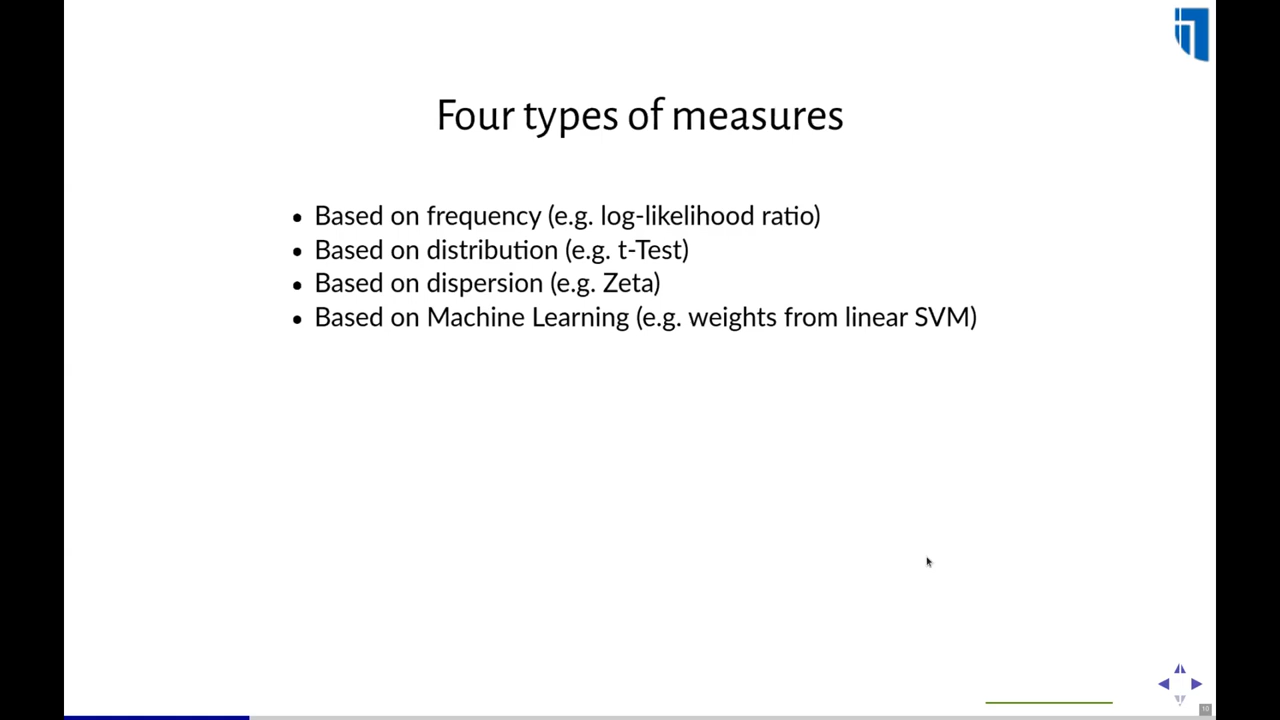 Four types of measures
• Based on frequency (e.g. log-likelihood ratio)
• Based on distribution (e.g. t-Test)
• Based on dispersion (e.g. Zeta)
• Based on Machine Learning (e.g. weights from linear SVM)
10